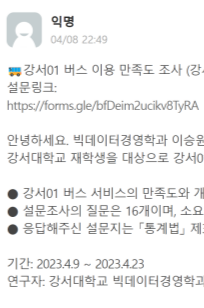 익명
04/08 22:49
🚌강서01 버스 이용 만족도 조사 (강서
설문링크:
https://forms.gle/bfDeim2ucikv8TyRA
안녕하세요. 빅데이터경영학과 이승원
강서대학교 재학생을 대상으로 강서0
● 강서01 버스 서비스의 만족도와 개
● 설문조사의 질문은 16개이며, 소요
● 응답해주신 설문지는 「통계법」 제
기간: 2023.4.9 ~ 2023.4.23
연구자: 강서대학교 빅데이터경영학과